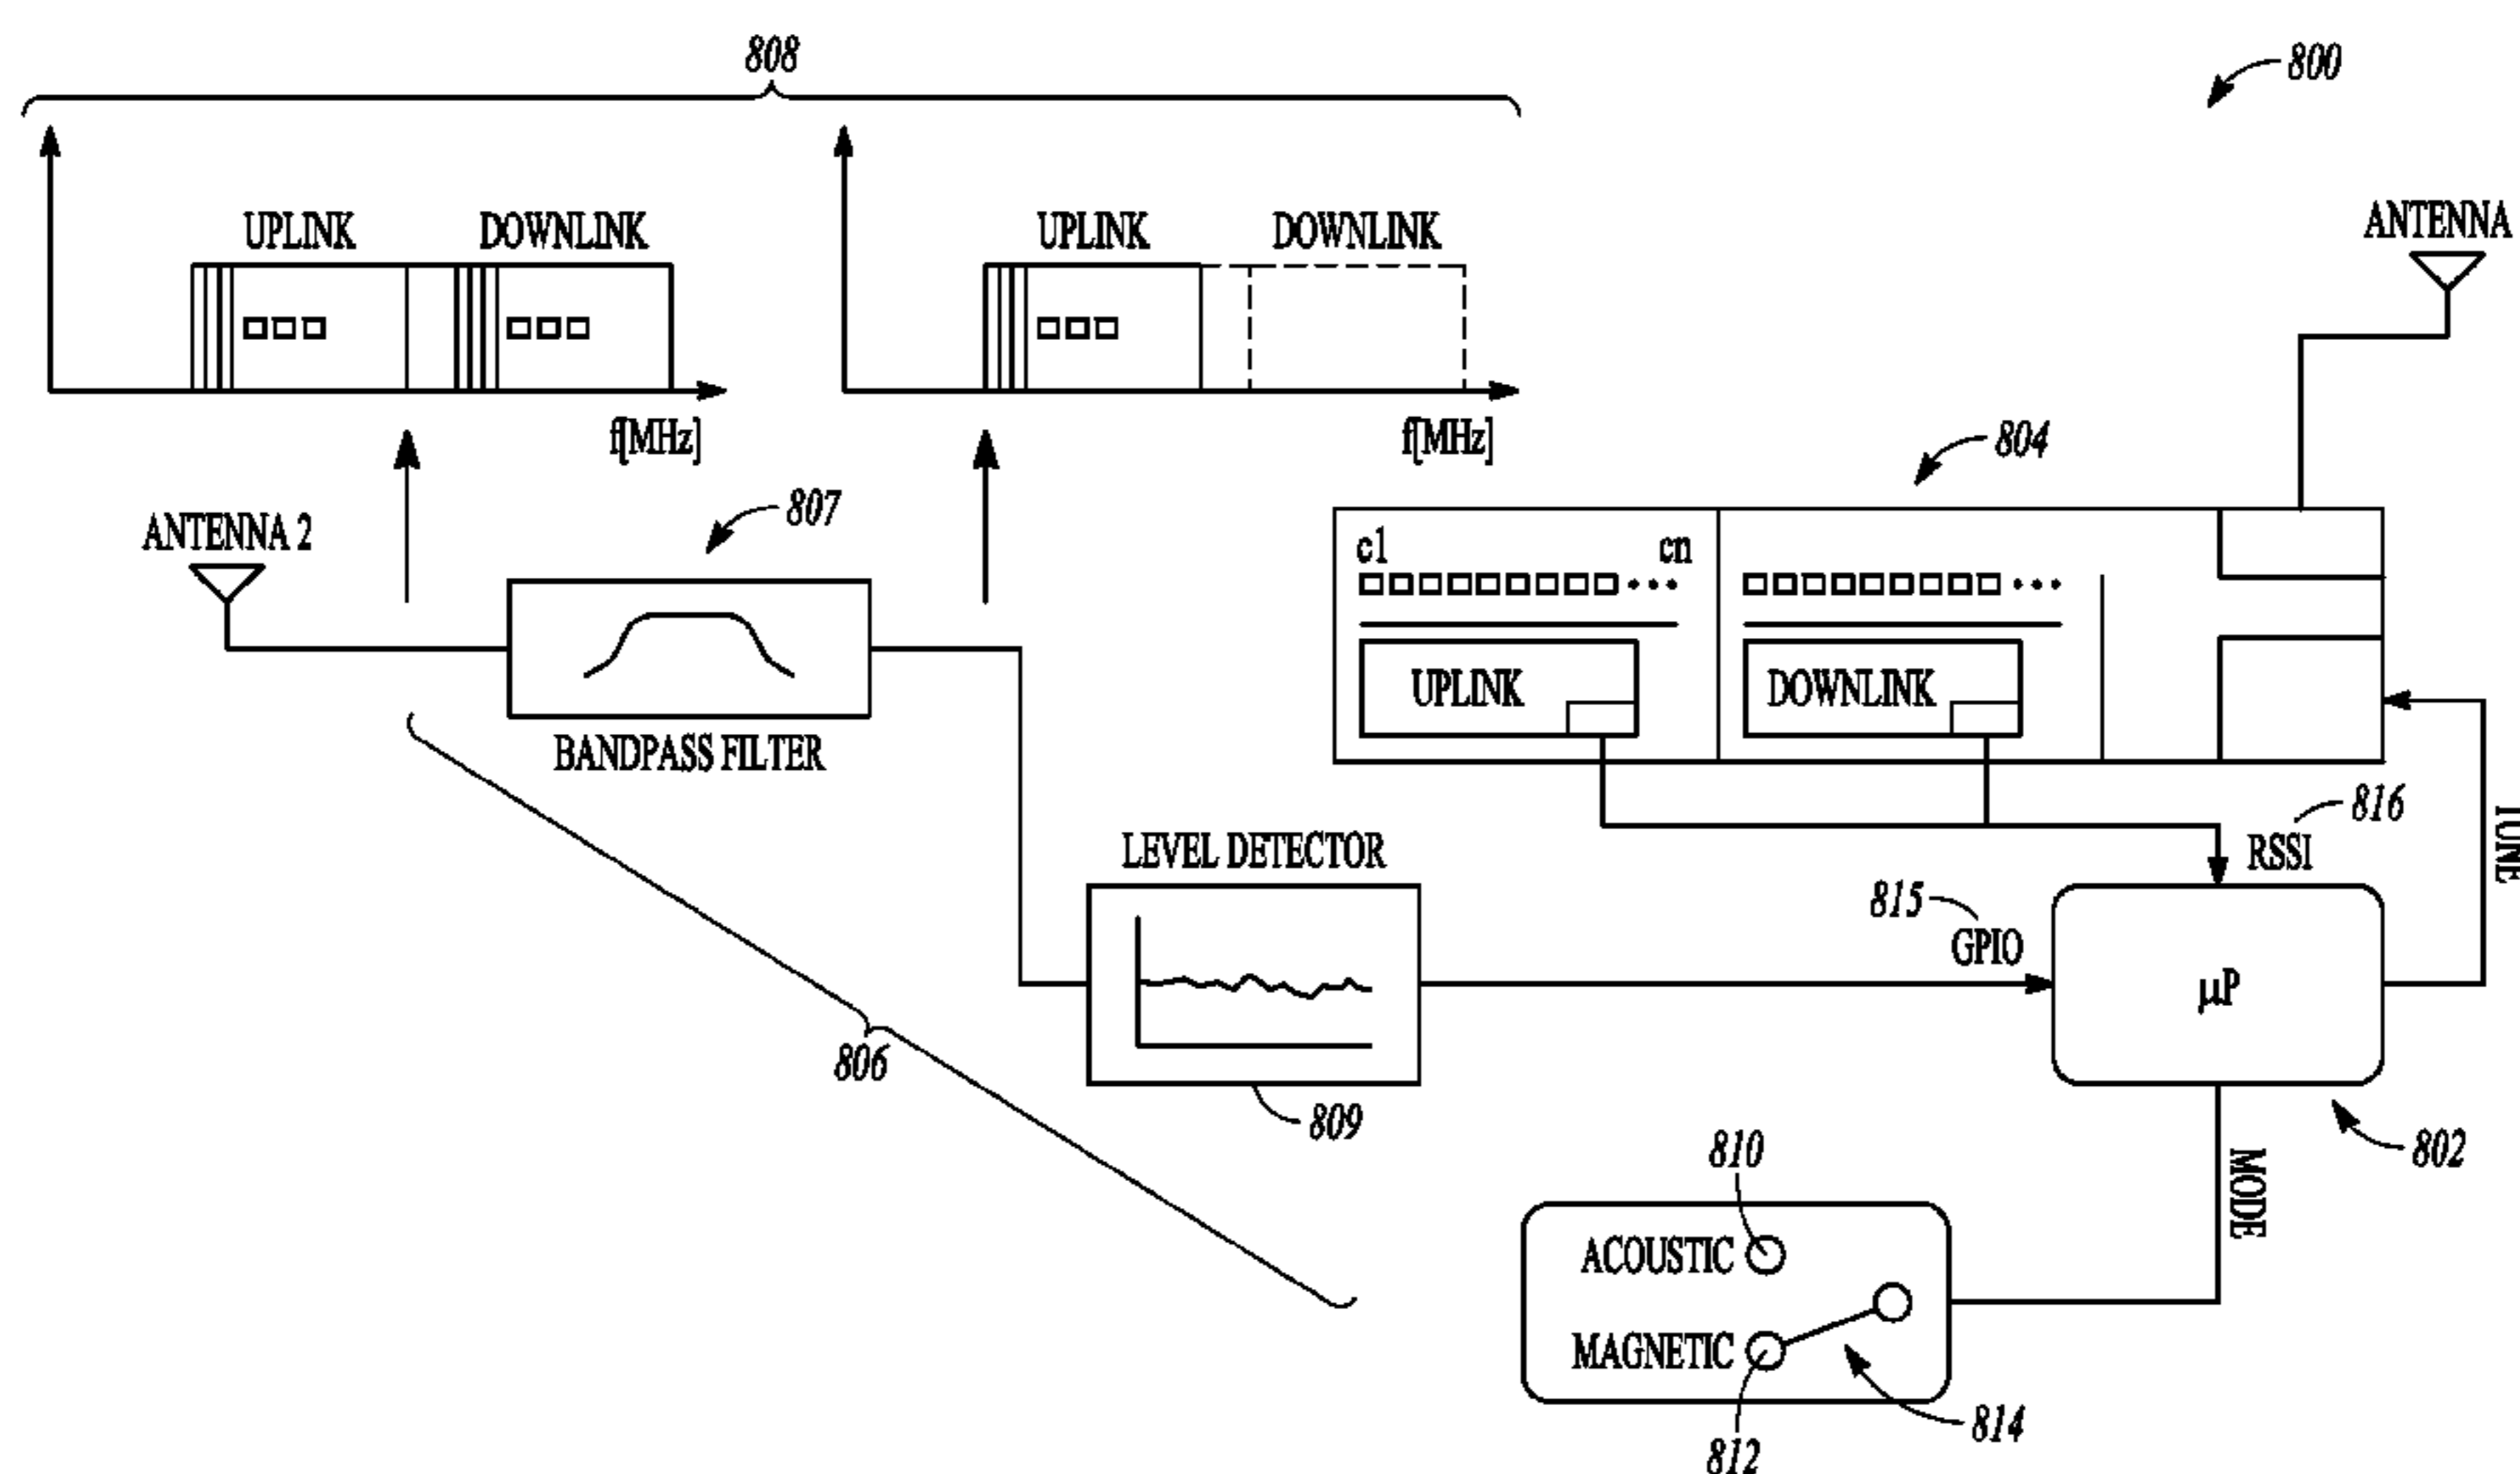 808
800
UPLINK
DOWNLINK
UPLINK
DOWNLINK
ANTENNA
f[MHz]
f[MHz]
804
807
ANTENNA 2
c1
cn
UPLINK
DOWNLINK
BANDPASS FILTER
816
RSSI
TUNE
LEVEL DETECTOR
815
GPIO
µP
806
809
802
MODE
810
ACOUSTIC
MAGNETIC
814
812